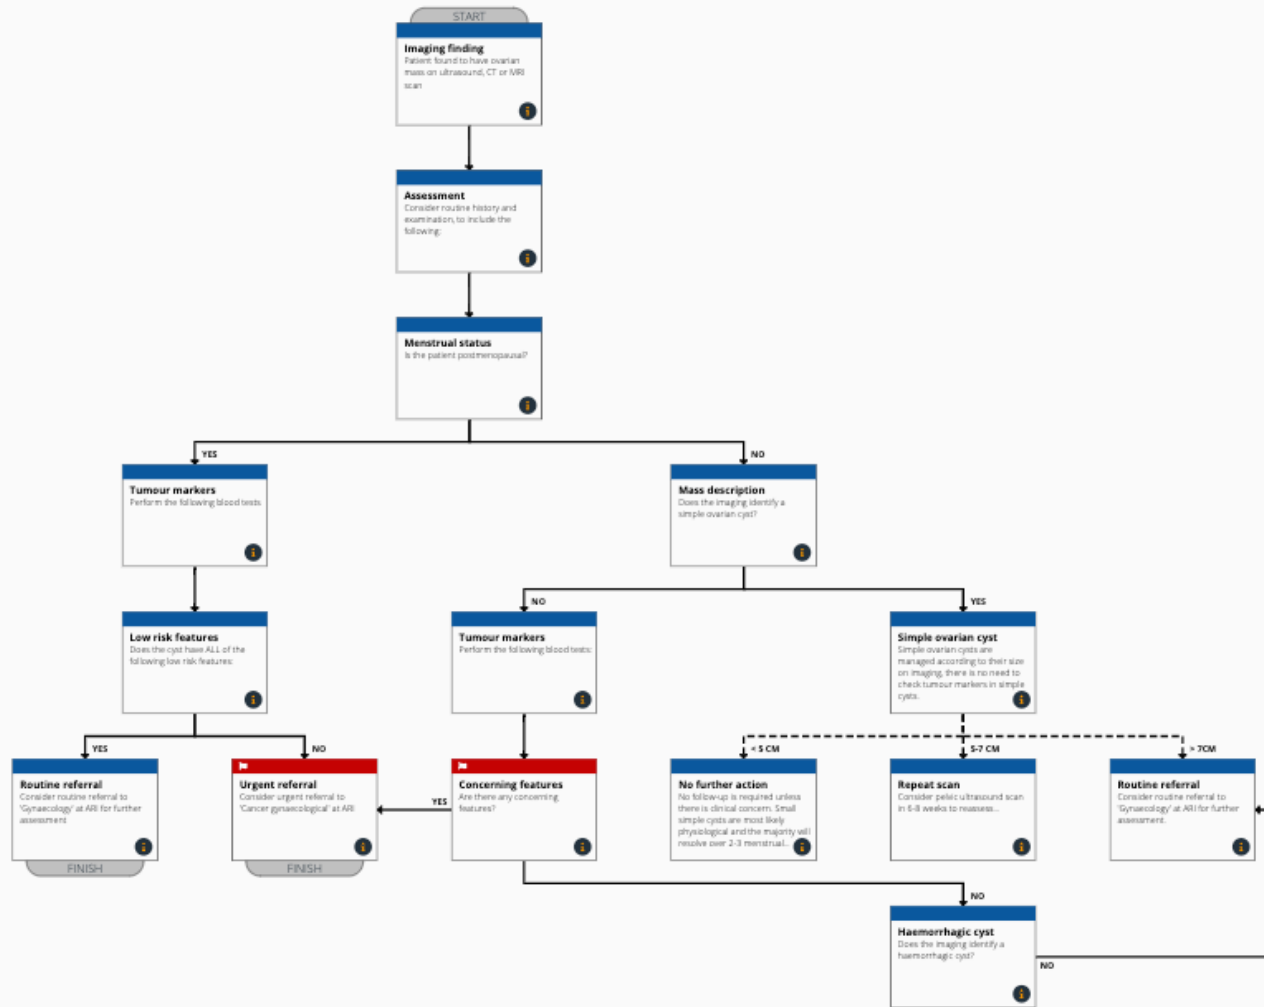 START
Imaging finding
Patient found to have ovarian
mass on ultrasound, CT or MRI
scan
Assessment
Consider routine history and
examination, to include the
following:
Menstrual status
Is the patient postmenopausal?
YES
NO
Tumour markers
Perform the following blood tests
Mass description
Does the imaging identify a
simple ovarian cyst?
NO
YES
Low risk features
Does the cyst have ALL of the
following low risk features:
Tumour markers
Perform the following blood tests:
Simple ovarian cyst
Simple ovarian cysts are
managed according to their size
on imaging, there is no need to
check tumour markers in simple
cysts.
YES
NO
< 5 CM
5-7 CM
> 7CM
Routine referral
Consider routine referral to
'Gynaecology' at ARI for further
assessment
FINISH
Urgent referral
Consider urgent referral to
'Cancer gynaecological' at ARI
FINISH
YES
Concerning features
Are there any concerning
features?
No further action
No follow-up is required unless
there is clinical concern. Small
simple cysts are most likely
physiological and the majority will
resolve over 2-3 menstrual...
Repeat scan
Consider pelvic ultrasound scan
in 6-8 weeks to reassess...
Routine referral
Consider routine referral to
'Gynaecology' at ARI for further
assessment.
NO
Haemorrhagic cyst
Does the imaging identify a
haemorrhagic cyst?
NO